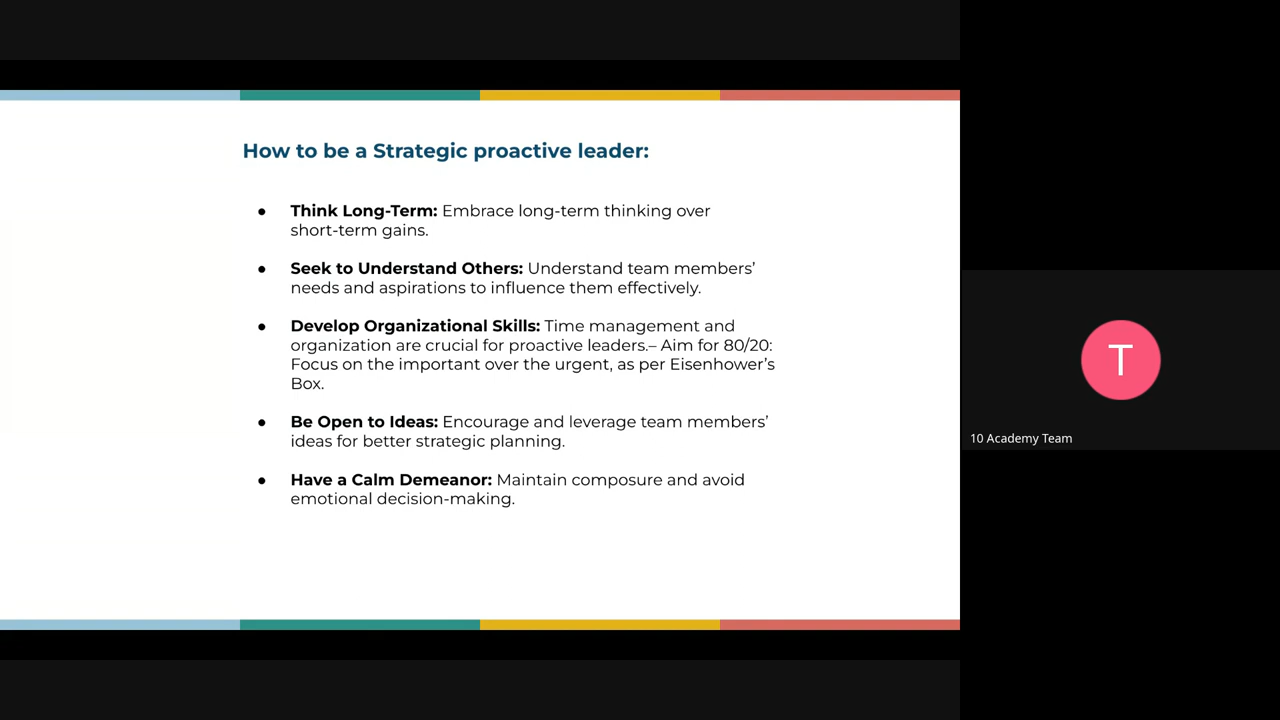 How to be a Strategic proactive leader:
● Think Long-Term: Embrace long-term thinking over
short-term gains.
● Seek to Understand Others: Understand team members’
needs and aspirations to influence them effectively.
● Develop Organizational Skills: Time management and
organization are crucial for proactive leaders.– Aim for 80/20:
Focus on the important over the urgent, as per Eisenhower’s
Box.
● Be Open to Ideas: Encourage and leverage team members’
ideas for better strategic planning.
● Have a Calm Demeanor: Maintain composure and avoid
emotional decision-making.
T
10 Academy Team